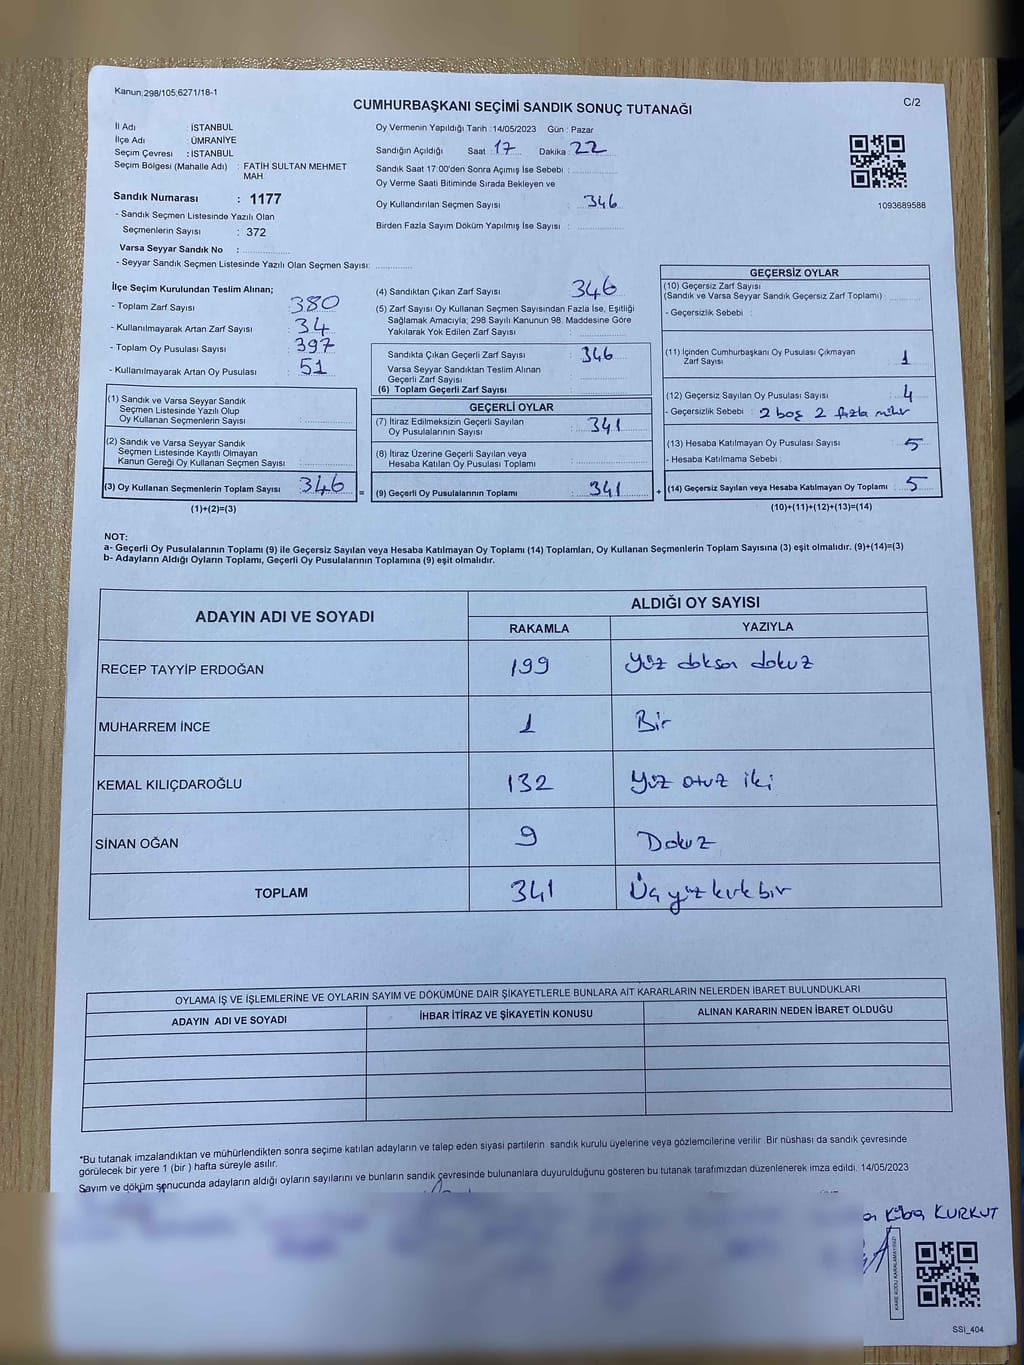 Kanun;298/105;6271/18-1
CUMHURBAŞKANI SEÇİMİ SANDIK SONUÇ TUTANAĞI
C/2
İl Adı : İSTANBUL
İlçe Adı : ÜMRANİYE
Seçim Çevresi : İSTANBUL
Seçim Bölgesi (Mahalle Adı) : FATİH SULTAN MEHMET
MAH.
Sandık Numarası : 1177
- Sandık Seçmen Listesinde Yazılı Olan
Seçmenlerin Sayısı : 372
Varsa Seyyar Sandık No :
- Seyyar Sandık Seçmen Listesinde Yazılı Olan Seçmen Sayısı:
Oy Vermenin Yapıldığı Tarih : 14/05/2023 Gün : Pazar
Sandığın Açıldığı Saat : 17 Dakika : 22
Sandık Saat 17:00'den Sonra Açımış İse Sebebi :
Oy Verme Saati Bitiminde Sırada Bekleyen ve
Oy Kullandırılan Seçmen Sayısı : 346
Birden Fazla Sayım Döküm Yapılmış İse Sayısı :
1093689588
İlçe Seçim Kurulundan Teslim Alınan;
- Toplam Zarf Sayısı : 380
- Kullanılmayarak Artan Zarf Sayısı : 34
- Toplam Oy Pusulası Sayısı : 397
- Kullanılmayarak Artan Oy Pusulası : 51
(1) Sandık ve Varsa Seyyar Sandık
Seçmen Listesinde Yazılı Olup
Oy Kullanan Seçmenlerin Sayısı :
(2) Sandık ve Varsa Seyyar Sandık
Seçmen Listesinde Kayıtlı Olmayan
Kanun Gereği Oy Kullanan Seçmen Sayısı :
(3) Oy Kullanan Seçmenlerin Toplam Sayısı : 346 =
(1)+(2)=(3)
(4) Sandıktan Çıkan Zarf Sayısı : 346
(5) Zarf Sayısı Oy Kullanan Seçmen Sayısından Fazla İse, Eşitliği
Sağlamak Amacıyla; 298 Sayılı Kanunun 98. Maddesine Göre
Yakılarak Yok Edilen Zarf Sayısı :
Sandıkta Çıkan Geçerli Zarf Sayısı : 346
Varsa Seyyar Sandıktan Teslim Alınan
Geçerli Zarf Sayısı :
(6) Toplam Geçerli Zarf Sayısı :
GEÇERLİ OYLAR
(7) İtiraz Edilmeksizin Geçerli Sayılan
Oy Pusulalarının Sayısı : 341
(8) İtiraz Üzerine Geçerli Sayılan veya
Hesaba Katılan Oy Pusulası Toplamı :
(9) Geçerli Oy Pusulalarının Toplamı : 341 +
GEÇERSİZ OYLAR
(10) Geçersiz Zarf Sayısı
(Sandık ve Varsa Seyyar Sandık Geçersiz Zarf Toplamı) :
- Geçersizlik Sebebi :
(11) İçinden Cumhurbaşkanı Oy Pusulası Çıkmayan
Zarf Sayısı : 1
(12) Geçersiz Sayılan Oy Pusulası Sayısı : 4
- Geçersizlik Sebebi : 2 boş 2 fazla mühr
(13) Hesaba Katılmayan Oy Pusulası Sayısı : 5
- Hesaba Katılmama Sebebi :
(14) Geçersiz Sayılan veya Hesaba Katılmayan Oy Toplamı : 5
(10)+(11)+(12)+(13)=(14)
NOT:
a- Geçerli Oy Pusulalarının Toplamı (9) ile Geçersiz Sayılan veya Hesaba Katılmayan Oy Toplamı (14) Toplamları, Oy Kullanan Seçmenlerin Toplam Sayısına (3) eşit olmalıdır. (9)+(14)=(3)
b- Adayların Aldığı Oyların Toplamı, Geçerli Oy Pusulalarının Toplamına (9) eşit olmalıdır.
ADAYIN ADI VE SOYADI ALDIĞI OY SAYISI
RAKAMLA YAZIYLA
RECEP TAYYİP ERDOĞAN 199 Yüz doksan dokuz
MUHARREM İNCE 1 Bir
KEMAL KILIÇDAROĞLU 132 Yüz otuz iki
SİNAN OĞAN 9 Dokuz
TOPLAM 341 Üç yüz kırk bir
OYLAMA İŞ VE İŞLEMLERİNE VE OYLARIN SAYIM VE DÖKÜMÜNE DAİR ŞİKAYETLERLE BUNLARA AİT KARARLARIN NELERDEN İBARET BULUNDUKLARI
ADAYIN ADI VE SOYADI İHBAR İTİRAZ VE ŞİKAYETİN KONUSU ALINAN KARARIN NEDEN İBARET OLDUĞU
*Bu tutanak imzalandıktan ve mühürlendikten sonra seçime katılan adayların ve talep eden siyasi partilerin sandık kurulu üyelerine veya gözlemcilerine verilir. Bir nüshası da sandık çevresinde
görülecek bir yere 1 (bir ) hafta süreyle asılır.
Sayım ve döküm sonucunda adayların aldığı oyların sayılarını ve bunların sandık çevresinde bulunanlara duyurulduğunu gösteren bu tutanak tarafımızdan düzenlenerek imza edildi. 14/05/2023
Kübra KURKUT
KARE KODU KARALAMAYINIZ!
SSI_404